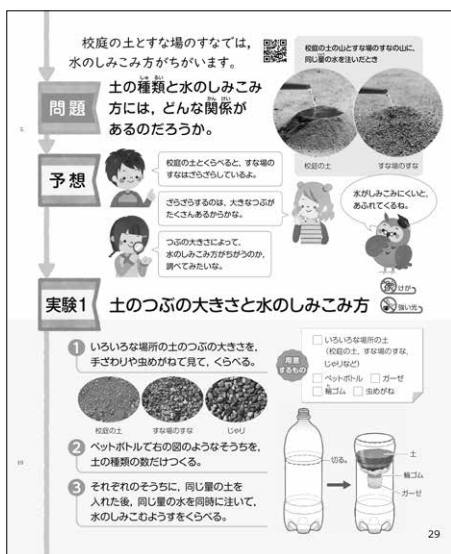 校庭の土とすな場のすなでは，
水のしみこみ方がちがいます。
校庭の土の山とすな場のすなの山に，
同じ量の水を注いだとき
校庭の土
すな場のすな
問題
土の種類と水のしみこみ
しゅ るい
方には，どんな関係が
かん けい
あるのだろうか。
5
予想
校庭の土とくらべると，すな場の
すなはざらざらしているよ。
ざらざらするのは，大きなつぶが
たくさんあるからかな。
つぶの大きさによって，
水のしみこみ方がちがうのか，
調べてみたいな。
水がしみこみにくいと，
あふれてくるね。
実験1
土のつぶの大きさと水のしみこみ方
けが
強い光
1 いろいろな場所の土のつぶの大きさを，
手ざわりや虫めがねで見て，くらべる。
校庭の土
すな場のすな
じゃり
2 ペットボトルで右の図のようなそうちを，
土の種類の数だけつくる。
10
3 それぞれのそうちに，同じ量の土を
入れた後，同じ量の水を同時に注いで，
水のしみこむようすをくらべる。
用意
するもの
いろいろな場所の土
（校庭の土，すな場のすな，
じゃりなど）
ペットボトル
ガーゼ
輪ゴム
虫めがね
切る。
土
輪ゴム
ガーゼ
29